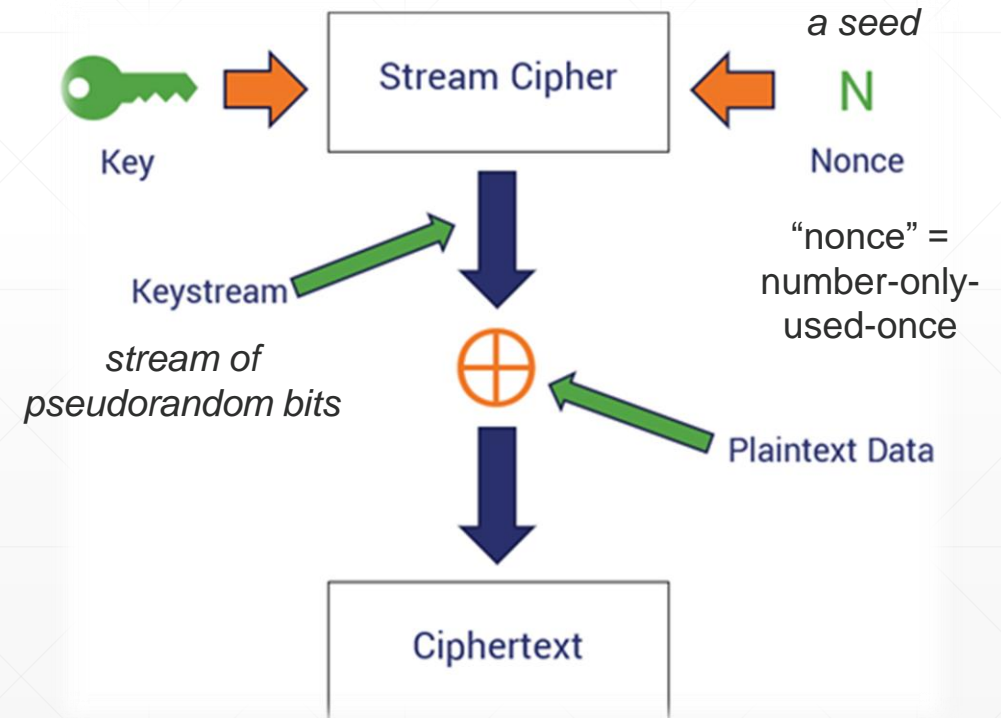 a seed
Stream Cipher
N
Key
Nonce
“nonce” =
number-only-
used-once
Keystream
stream of
pseudorandom bits
Plaintext Data
Ciphertext